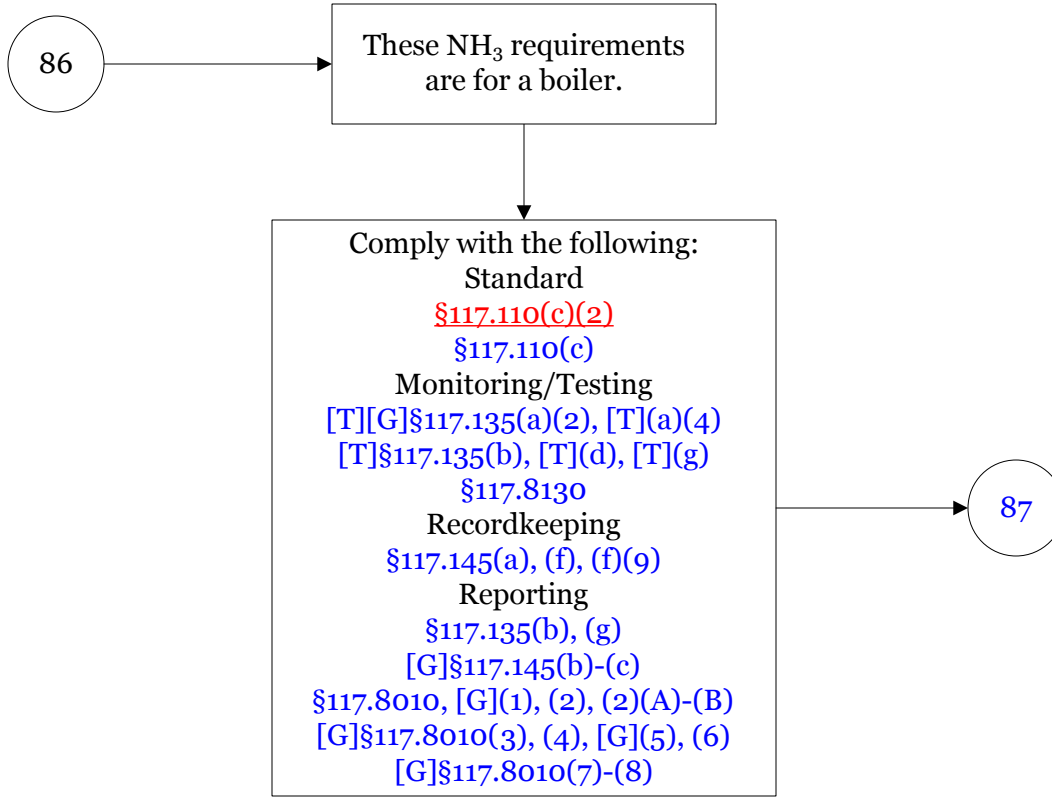 86
These NH₃ requirements
are for a boiler.
Comply with the following:
Standard
§117.110(c)(2)
§117.110(c)
Monitoring/Testing
[T][G]§117.135(a)(2), [T](a)(4)
[T]§117.135(b), [T](d), [T](g)
§117.8130
Recordkeeping
§117.145(a), (f), (f)(9)
Reporting
§117.135(b), (g)
[G]§117.145(b)-(c)
§117.8010, [G](1), (2), (2)(A)-(B)
[G]§117.8010(3), (4), [G](5), (6)
[G]§117.8010(7)-(8)
87